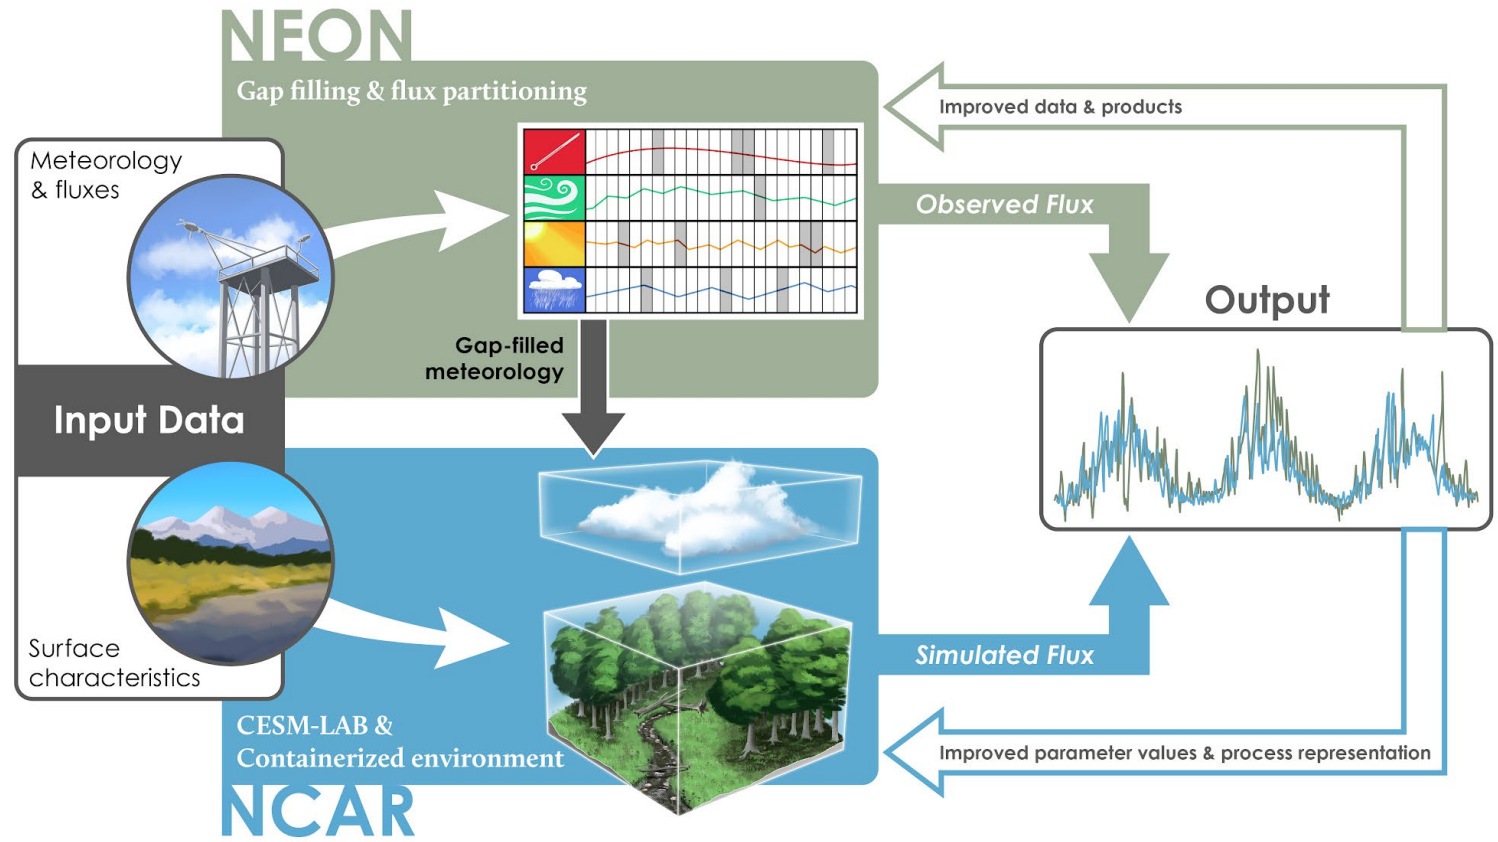 NEON
Gap filling & flux partitioning
Meteorology
& fluxes
Improved data & products
Observed Flux
Output
Gap-filled
meteorology
Input Data
Surface
characteristics
Simulated Flux
CESM-LAB &
Containerized environment
Improved parameter values & process representation
NCAR